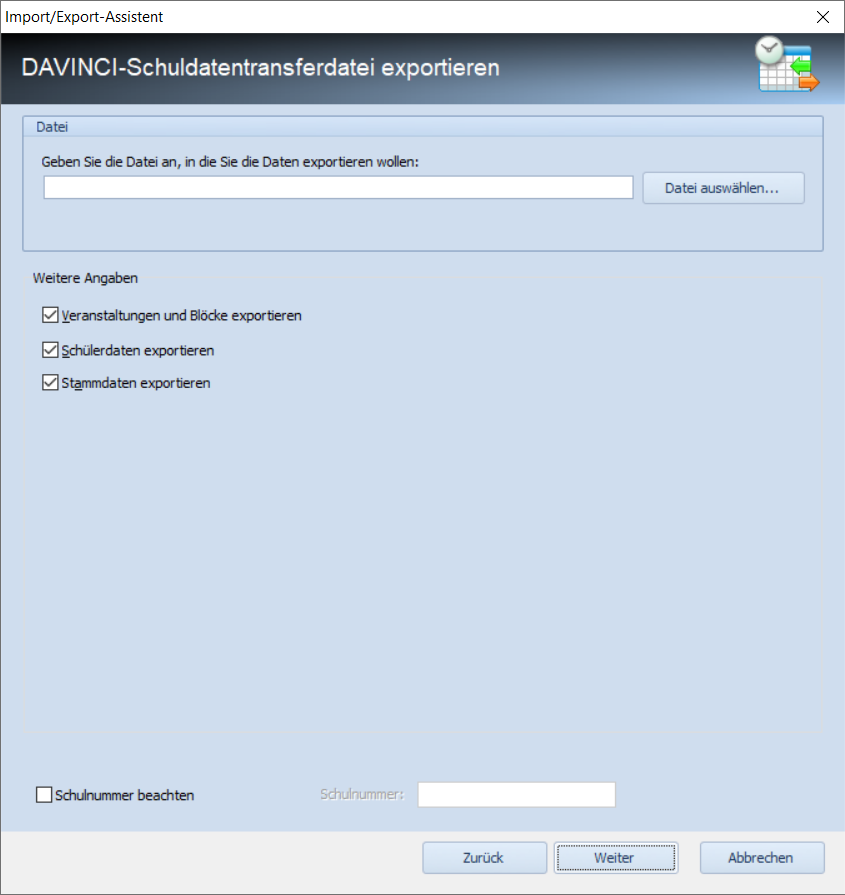 Import/Export-Assistent
DAVINCI-Schuldatentransferdatei exportieren
Datei
Geben Sie die Datei an, in die Sie die Daten exportieren wollen:
Datei auswählen...
Weitere Angaben
Veranstaltungen und Blöcke exportieren
Schülerdaten exportieren
Stammdaten exportieren
Schulnummer beachten Schulnummer:
Zurück Weiter Abbrechen